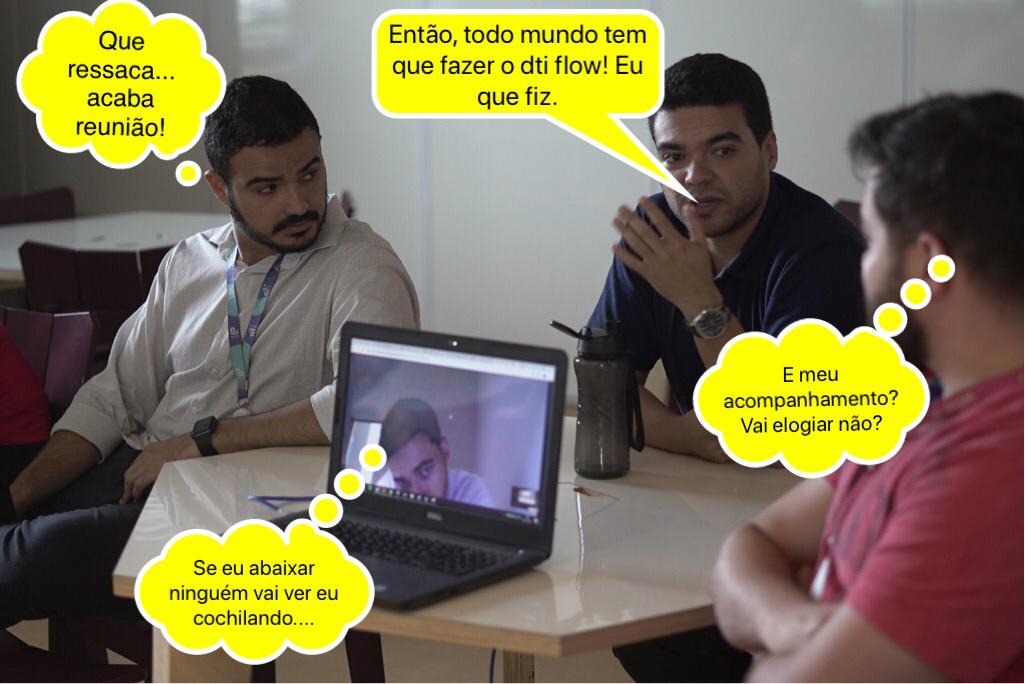 Que
ressaca...
acaba
reunião!
Então, todo mundo tem
que fazer o dti flow! Eu
que fiz.
E meu
acompanhamento?
Vai elogiar não?
Se eu abaixar
ninguém vai ver eu
cochilando....
DELL